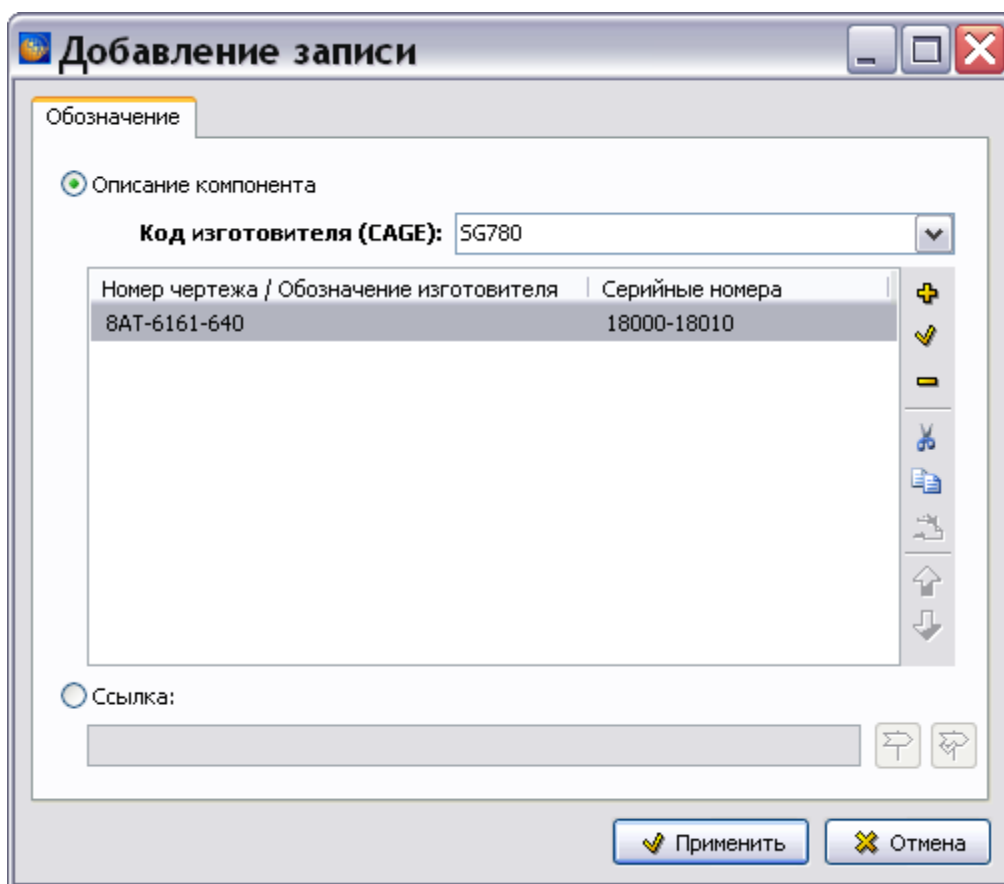 Добавление записи
Обозначение
Описание компонента
Код изготовителя (CAGE): SG780
Номер чертежа / Обозначение изготовителя Серийные номера
8АТ-6161-640 18000-18010
Ссылка:
Применить Отмена